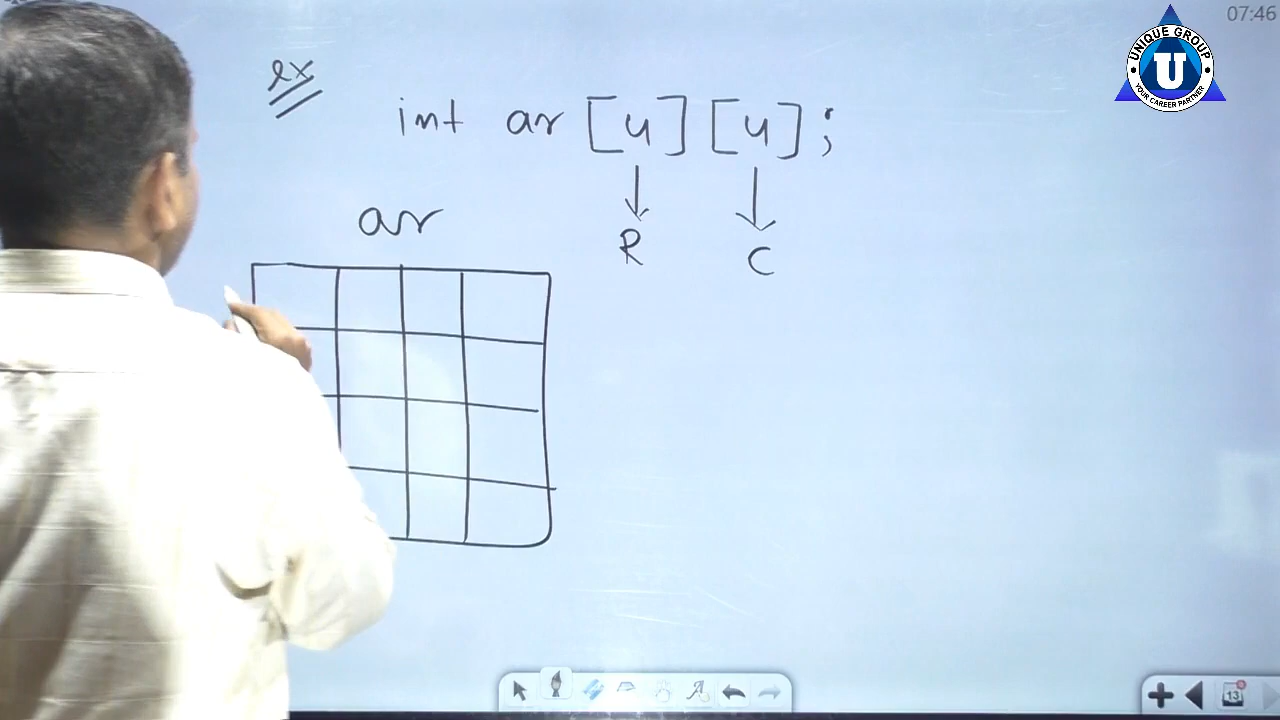 07:46
UNIQUE GROUP
U
YOUR CAREER PARTNER
ex
int ar [4] [4];
R C
ar
13